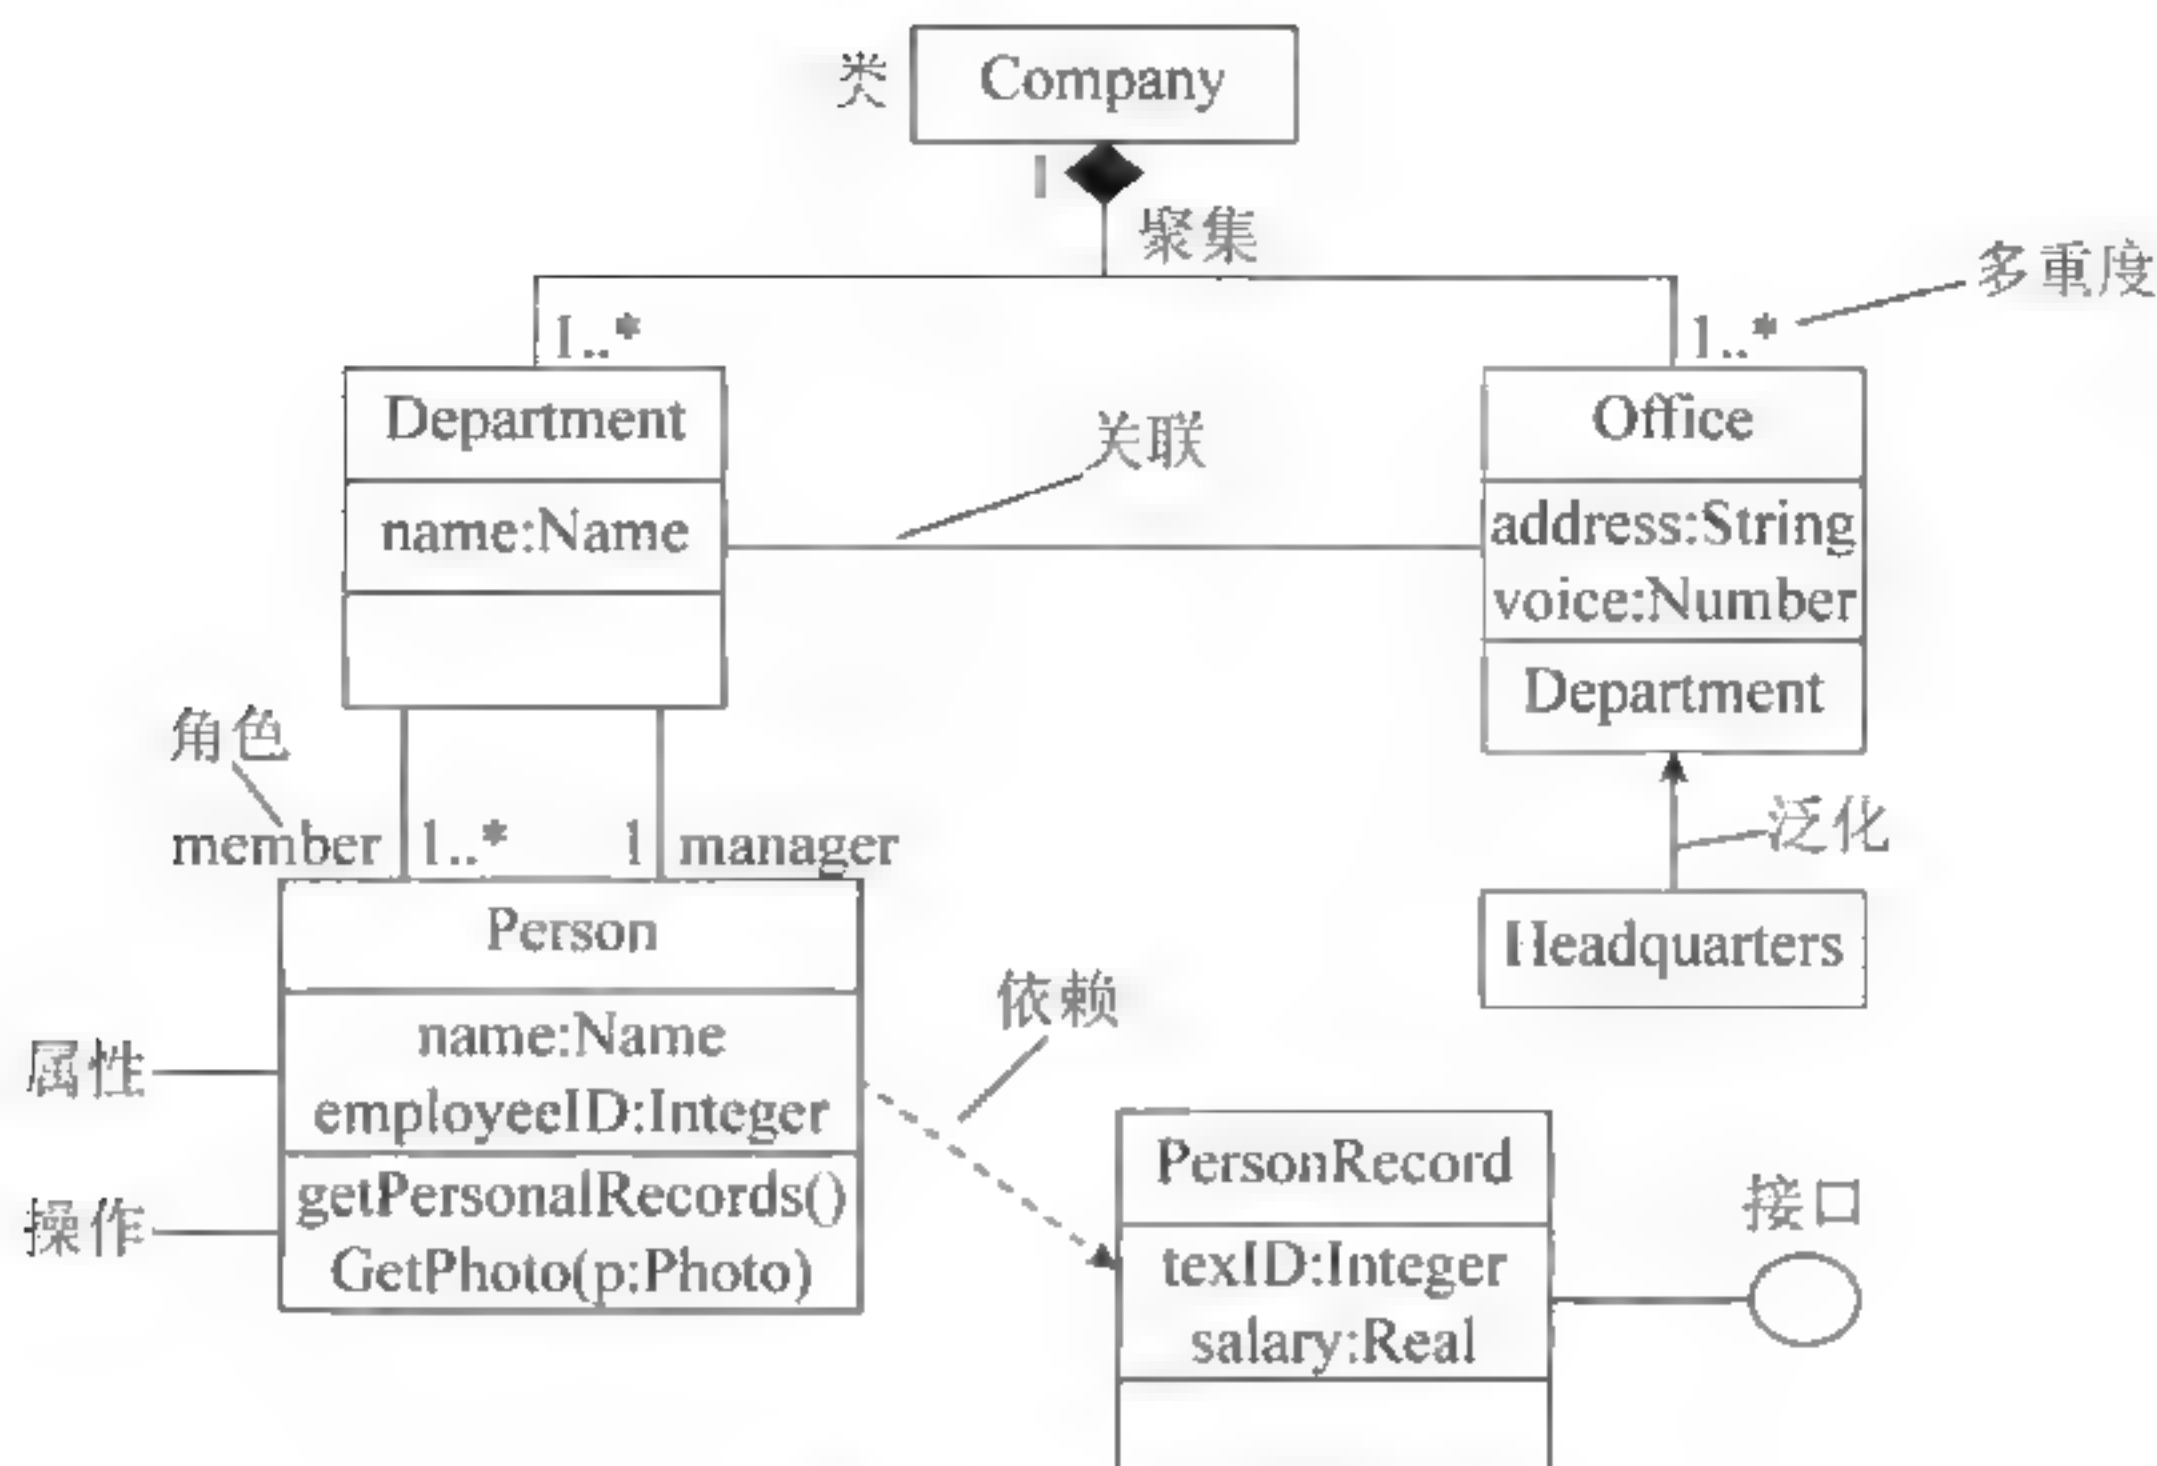 类
Company
1
聚集
多重度
1..*
1..*
Department
name:Name
关联
Office
address:String
voice:Number
Department
角色
member
1..*
1
manager
泛化
Headquarters
Person
name:Name
employeeID:Integer
getPersonalRecords()
GetPhoto(p:Photo)
属性
操作
依赖
PersonRecord
texID:Integer
salary:Real
接口